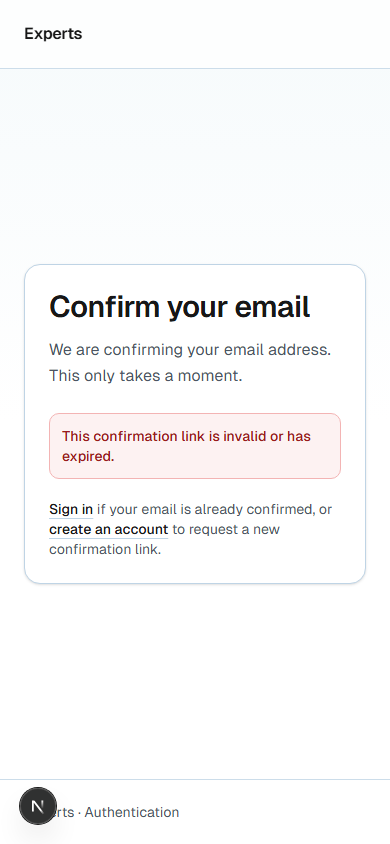 Experts
Confirm your email
We are confirming your email address.
This only takes a moment.
This confirmation link is invalid or has
expired.
Sign in if your email is already confirmed, or
create an account to request a new
confirmation link.
N
· Authentication